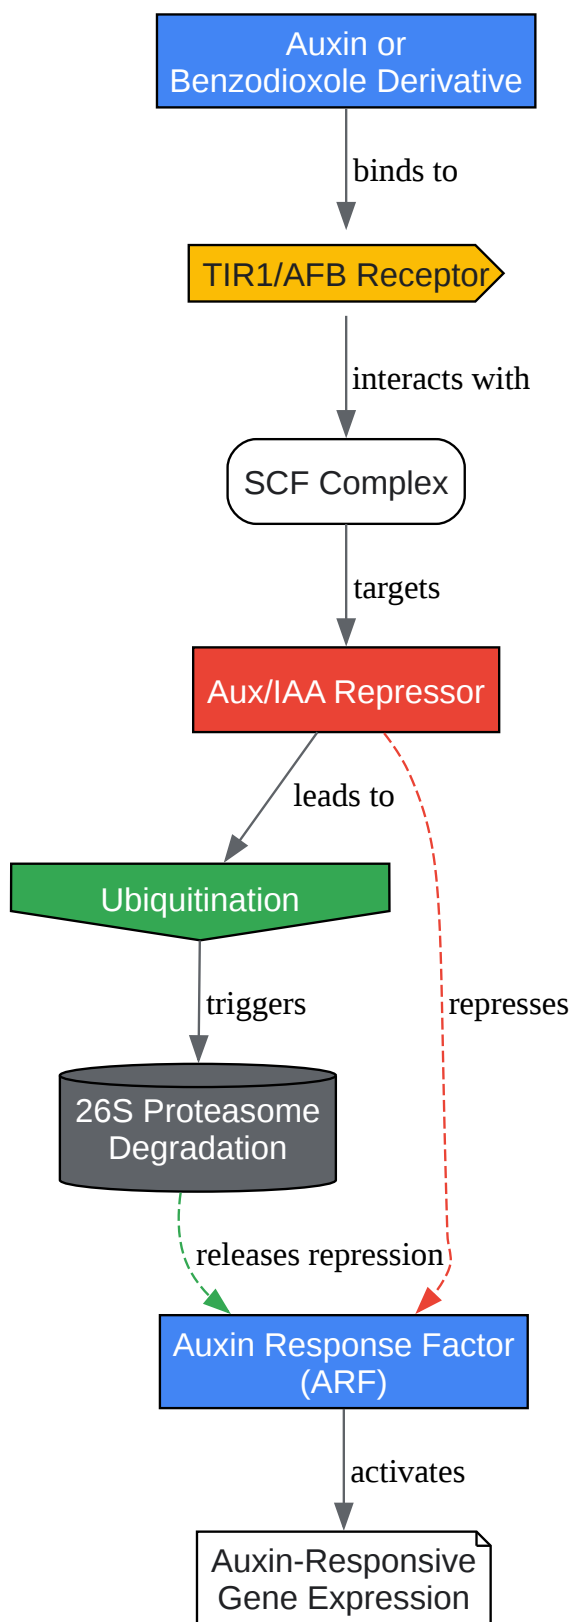 Auxin or
Benzodioxole Derivative
binds to
TIR1/AFB Receptor
interacts with
SCF Complex
targets
Aux/IAA Repressor
leads to
Ubiquitination
triggers
represses
26S Proteasome
Degradation
releases repression
Auxin Response Factor
(ARF)
activates
Auxin-Responsive
Gene Expression